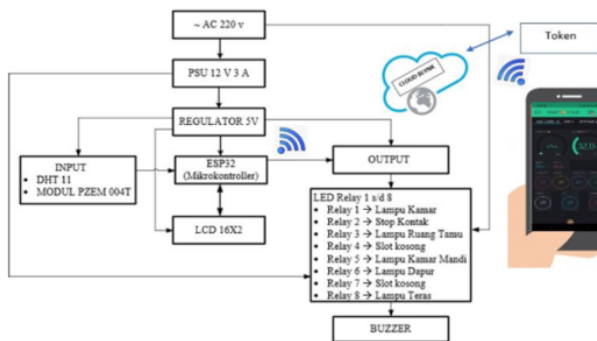 ~ AC 220 v
PSU 12 V 3 A
REGULATOR 5V
INPUT
• DHT 11
• MODUL PZEM 004T
ESP32
(Mikrokontroller)
LCD 16X2
OUTPUT
LED Relay 1 s/d 8
• Relay 1 → Lampu Kamar
• Relay 2 → Stop Kontak
• Relay 3 → Lampu Ruang Tamu
• Relay 4 → Slot kosong
• Relay 5 → Lampu Kamar Mandi
• Relay 6 → Lampu Dapur
• Relay 7 → Slot kosong
• Relay 8 → Lampu Teras
BUZZER
CLOUD BLYNK
Token